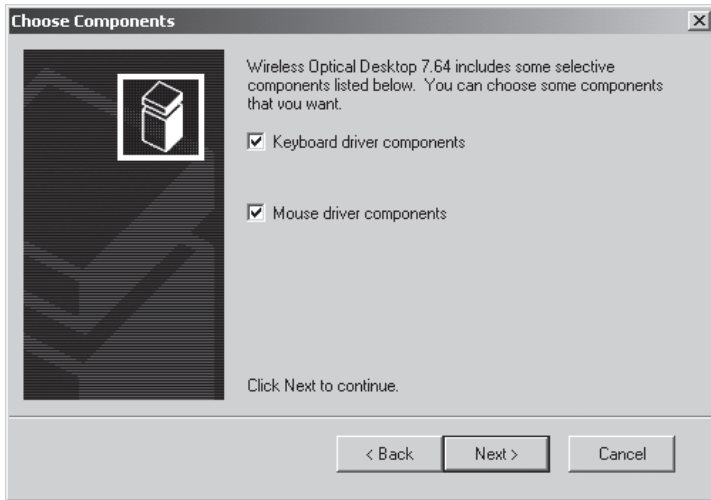 Choose Components
Wireless Optical Desktop 7.64 includes some selective
components listed below. You can choose some components
that you want.
Keyboard driver components
Mouse driver components
Click Next to continue.
< Back
Next >
Cancel